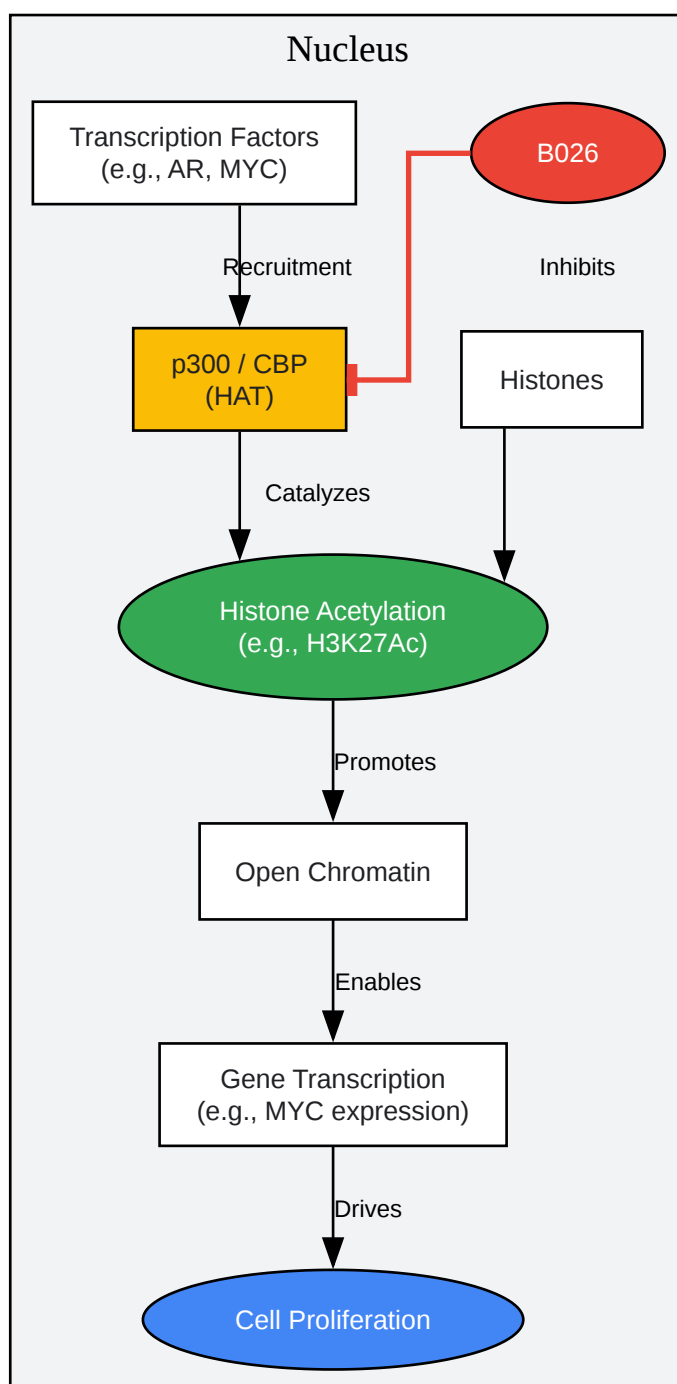 Nucleus
Transcription Factors
(e.g., AR, MYC)
B026
Recruitment
Inhibits
p300 / CBP
(HAT)
Histones
Catalyzes
Histone Acetylation
(e.g., H3K27Ac)
Promotes
Open Chromatin
Enables
Gene Transcription
(e.g., MYC expression)
Drives
Cell Proliferation